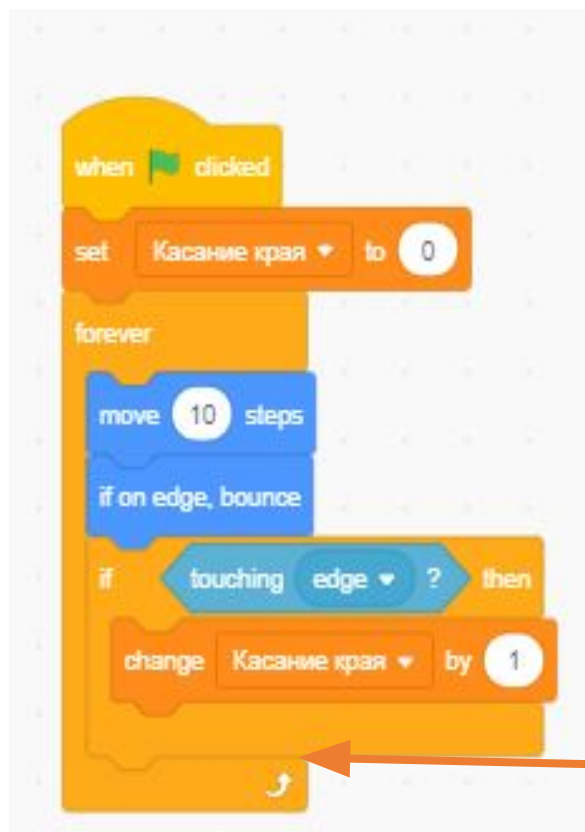 when clicked
set Касание края to 0
forever
move 10 steps
if on edge, bounce
if touching edge ? then
change Касание края by 1